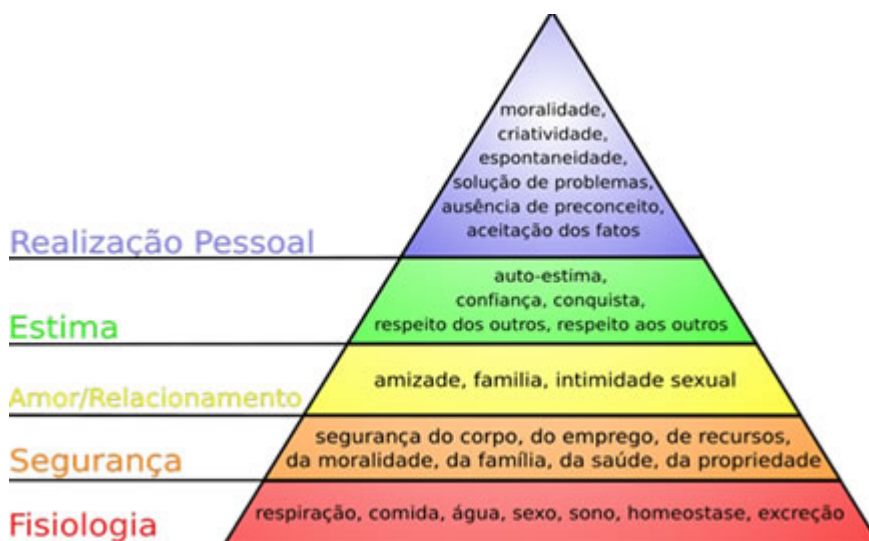 moralidade,
criatividade,
espontaneidade,
solução de problemas,
ausência de preconceito,
aceitação dos fatos
Realização Pessoal
auto-estima,
confiança, conquista,
respeito dos outros, respeito aos outros
Estima
amizade, familia, intimidade sexual
Amor/Relacionamento
segurança do corpo, do emprego, de recursos,
da moralidade, da família, da saúde, da propriedade
Segurança
respiração, comida, água, sexo, sono, homeostase, excreção
Fisiologia